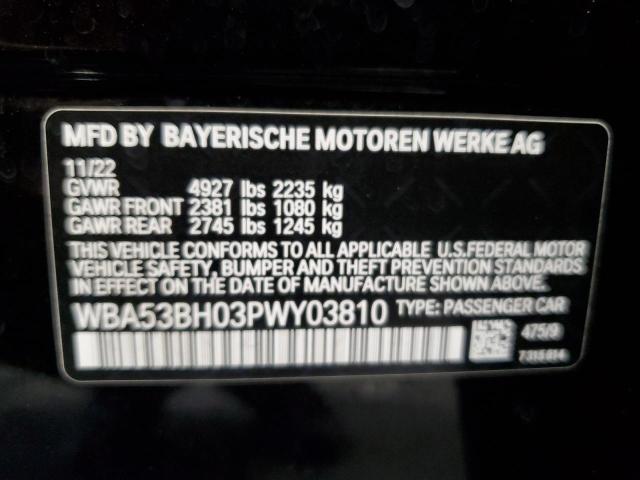 MFD BY BAYERISCHE MOTOREN WERKE AG
11/22
GVWR 4927 lbs 2235 kg
GAWR FRONT 2381 lbs 1080 kg
GAWR REAR 2745 lbs 1245 kg
THIS VEHICLE CONFORMS TO ALL APPLICABLE U.S.FEDERAL MOTOR
VEHICLE SAFETY, BUMPER AND THEFT PREVENTION STANDARDS
IN EFFECT ON THE DATE OF MANUFACTURE SHOWN ABOVE.
WBA53BH03PWY03810 TYPE: PASSENGER CAR
475/9